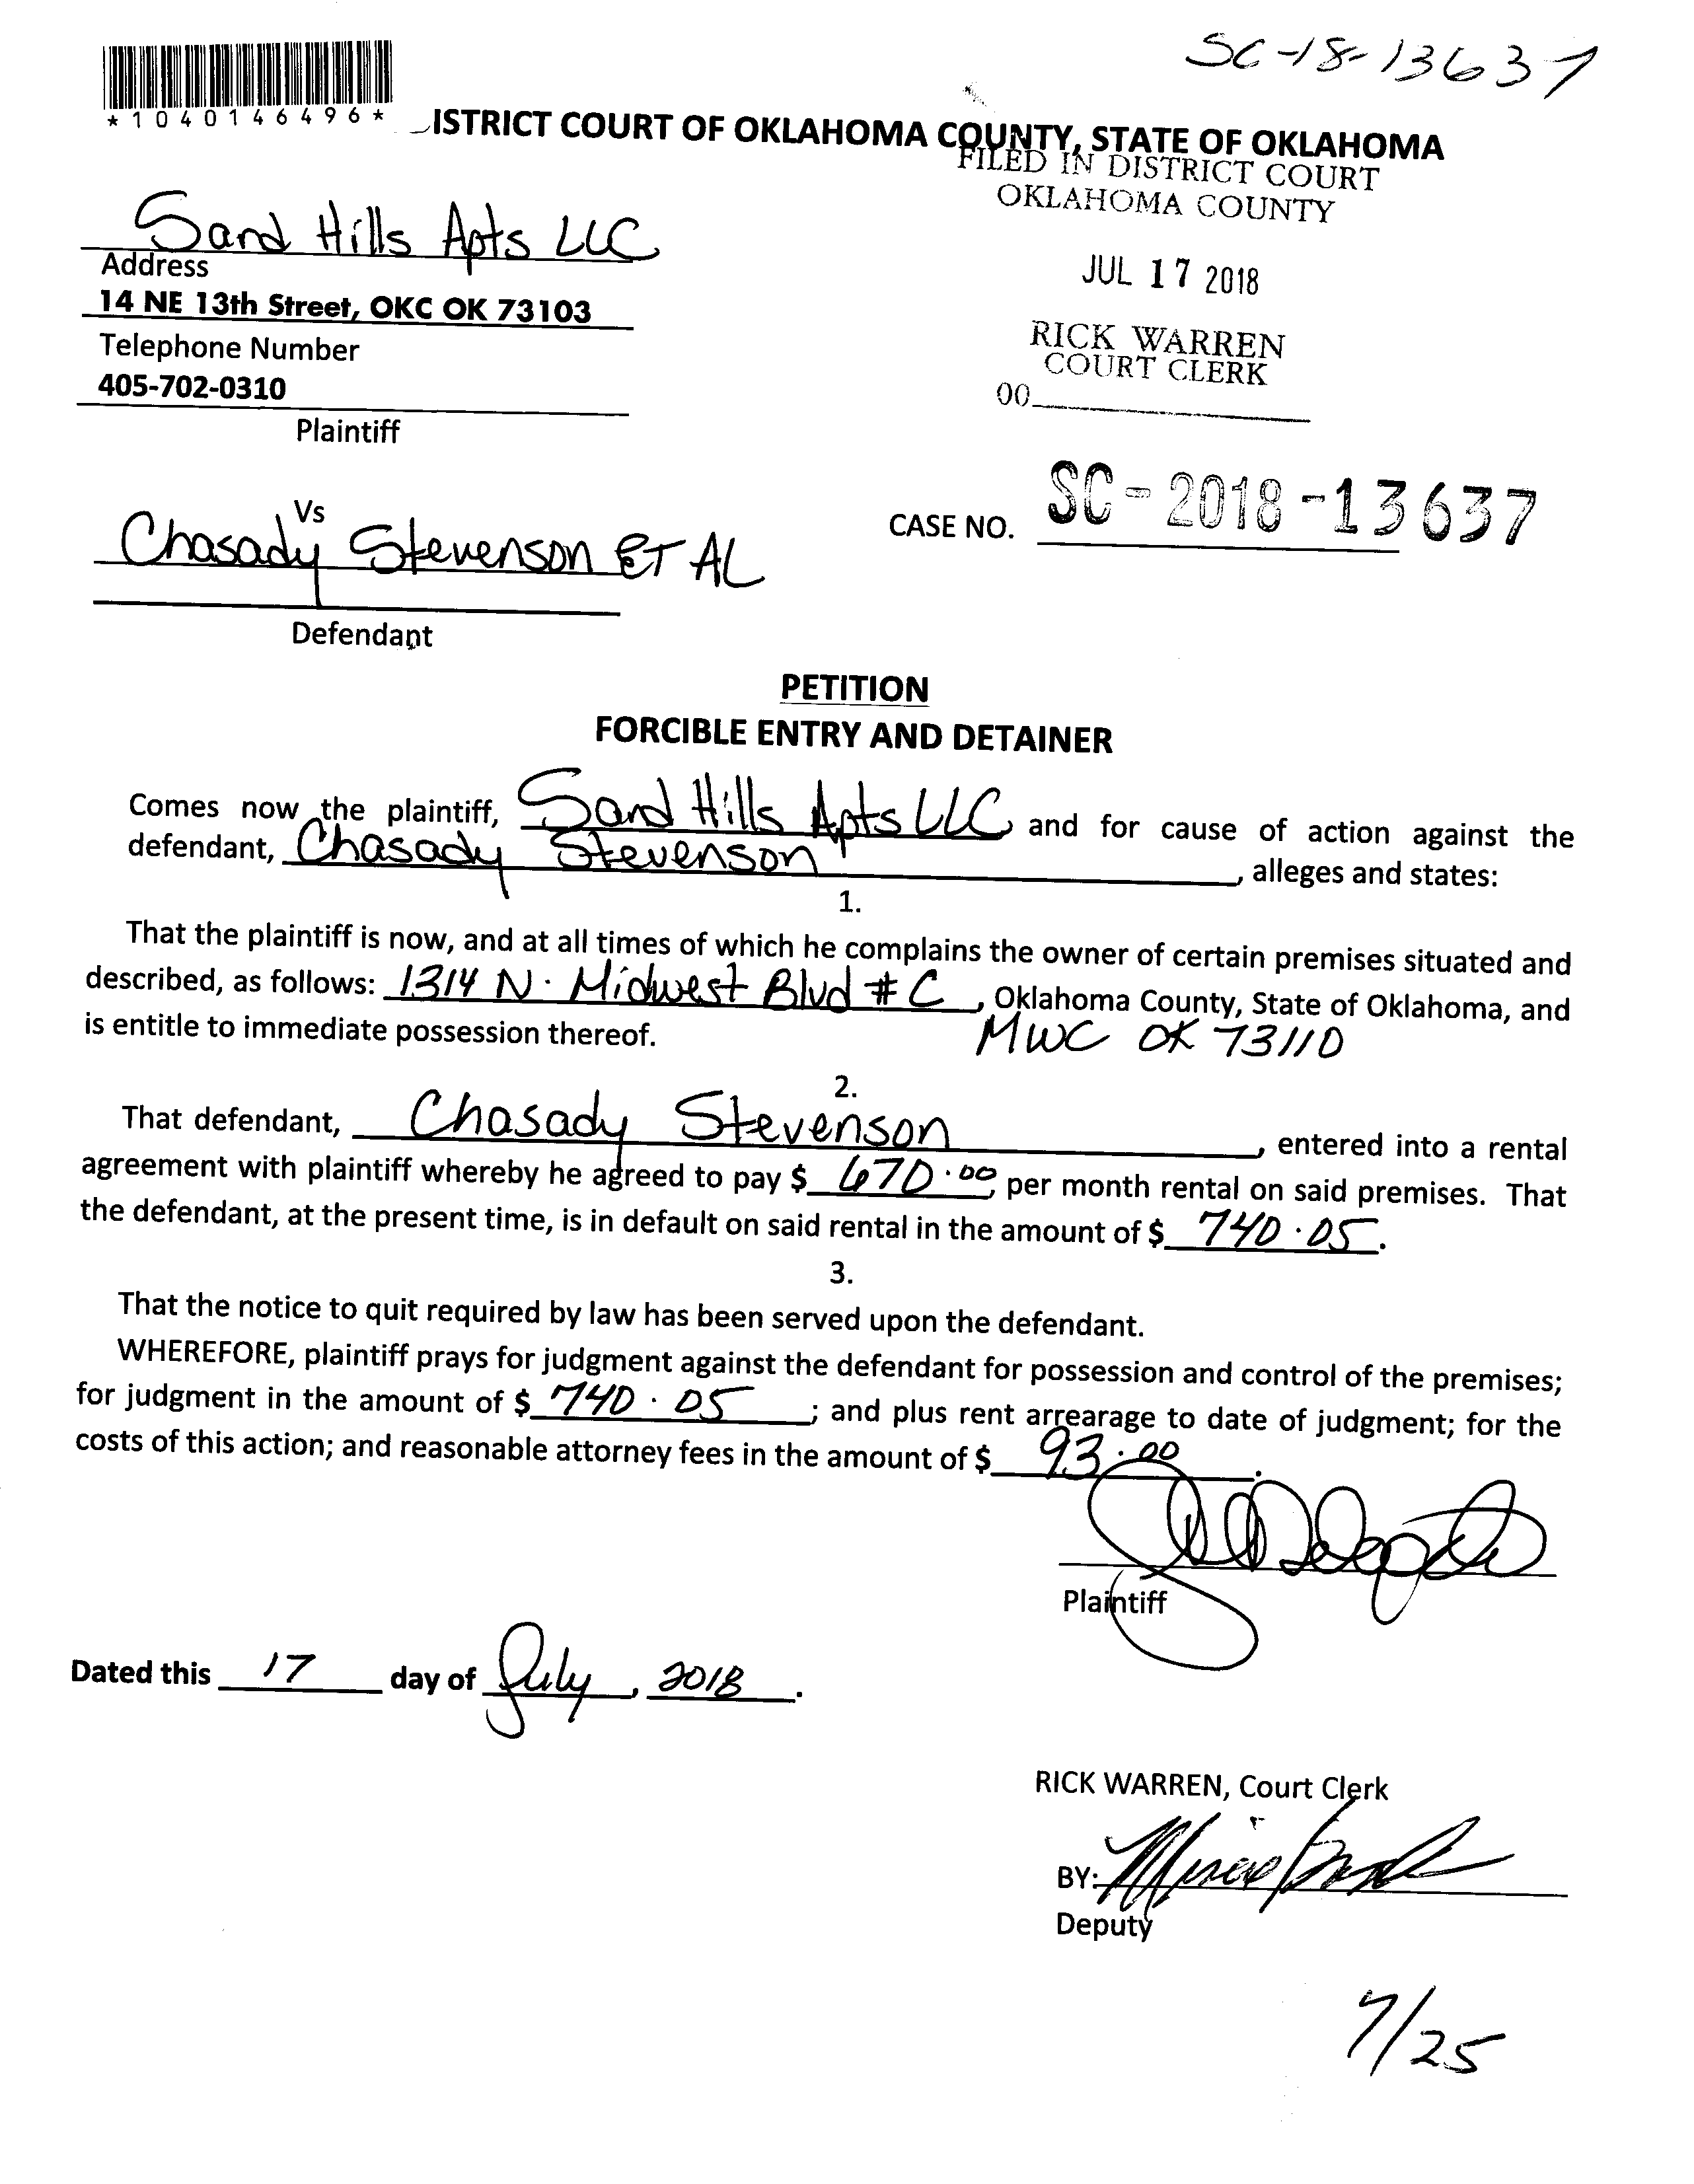 SC-18-13637
*1040146496*
ISTRICT COURT OF OKLAHOMA COUNTY, STATE OF OKLAHOMA
FILED IN DISTRICT COURT
OKLAHOMA COUNTY
Sand Hills Apts LLC
Address
14 NE 13th Street, OKC OK 73103
JUL 17 2018
Telephone Number
405-702-0310
RICK WARREN
COURT CLERK
00
Plaintiff
Vs
Chasady Stevenson ET AL
CASE NO. SC-2018-13637
Defendant
PETITION
FORCIBLE ENTRY AND DETAINER
Comes now the plaintiff, Sand Hills Apts LLC and for cause of action against the
defendant, Chasady Stevenson, alleges and states:
1.
That the plaintiff is now, and at all times of which he complains the owner of certain premises situated and
described, as follows: 1314 N. Midwest Blvd # C, Oklahoma County, State of Oklahoma, and
is entitle to immediate possession thereof. MWC OK 73110
2.
That defendant, Chasady Stevenson, entered into a rental
agreement with plaintiff whereby he agreed to pay $ 670.00, per month rental on said premises. That
the defendant, at the present time, is in default on said rental in the amount of $ 740.05.
3.
That the notice to quit required by law has been served upon the defendant.
WHEREFORE, plaintiff prays for judgment against the defendant for possession and control of the premises;
for judgment in the amount of $ 740.05; and plus rent arrearage to date of judgment; for the
costs of this action; and reasonable attorney fees in the amount of $ 93.00.
Plaintiff
Dated this 17 day of July, 2018.
RICK WARREN, Court Clerk
BY:
Deputy
7/25